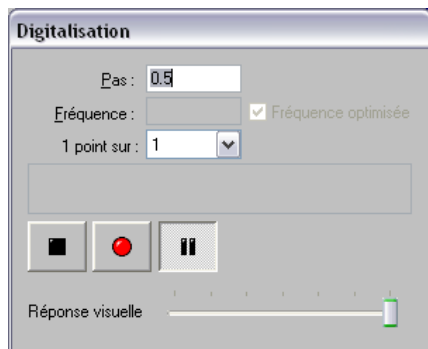 Digitalisation
Pas : 0.5
Fréquence : Fréquence optimisée
1 point sur : 1
Réponse visuelle